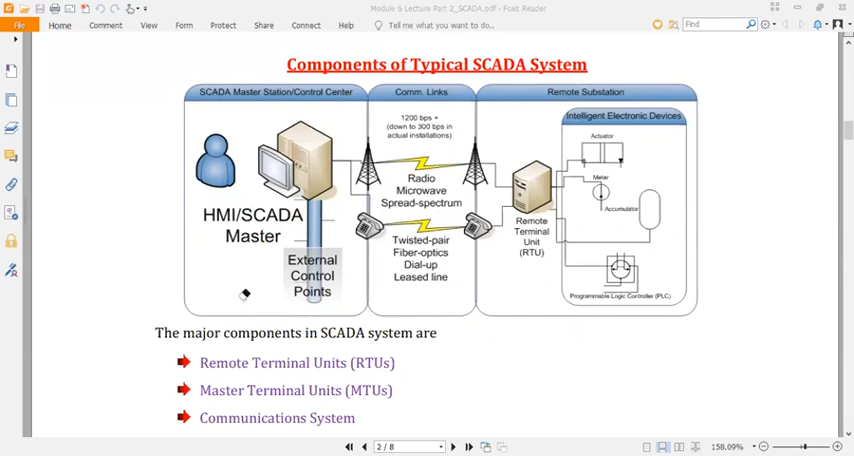 Module 6 Lecture Part 2_SCADA.pdf - Foxit Reader
File
Home
Comment
View
Form
Protect
Share
Connect
Help
Tell me what you want to do...
Find
Components of Typical SCADA System
SCADA Master Station/Control Center
Comm. Links
Remote Substation
1200 bps +
(down to 300 bps in
actual installations)
Intelligent Electronic Devices
Actuator
Radio
Microwave
Spread-spectrum
Meter
Accumulator
HMI/SCADA
Master
Remote
Terminal
Unit
(RTU)
Twisted-pair
Fiber-optics
Dial-up
Leased line
External
Control
Points
Programmable Logic Controller (PLC)
The major components in SCADA system are
Remote Terminal Units (RTUs)
Master Terminal Units (MTUs)
Communications System
2 / 8
158.09%